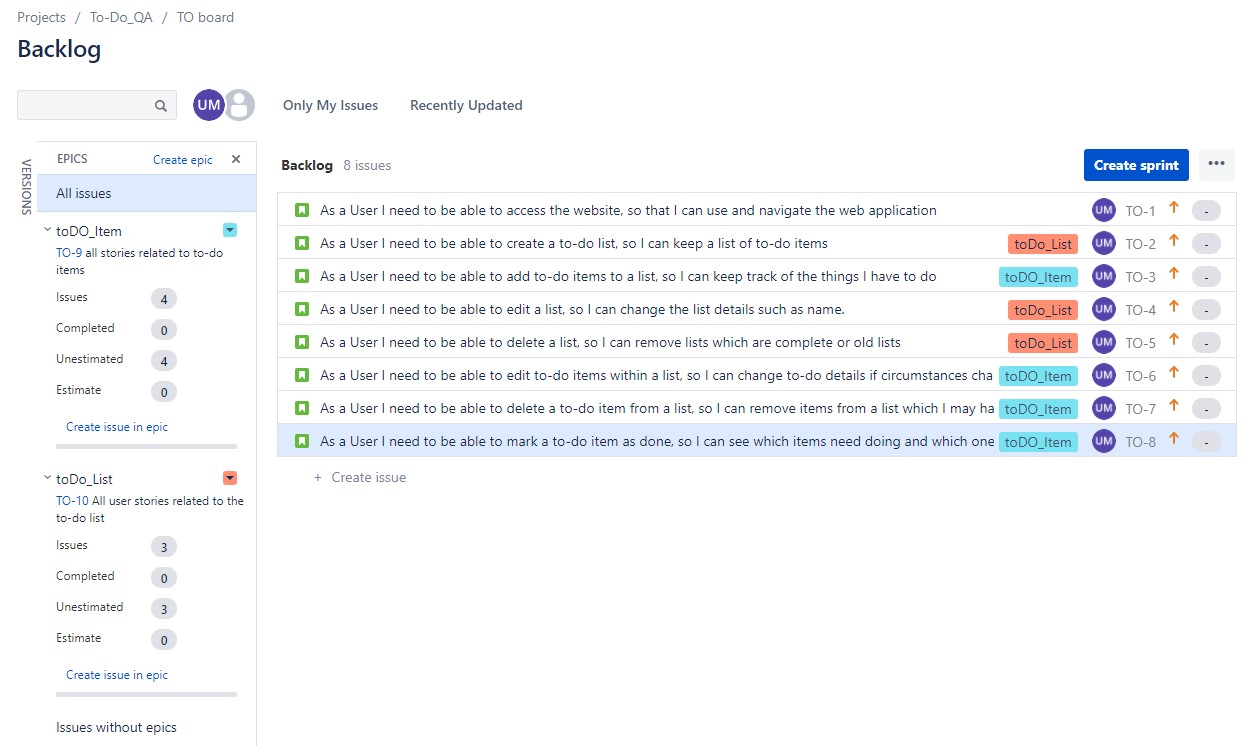 Projects / To-Do_QA / TO board
Backlog
UM
Only My Issues
Recently Updated
VERSIONS
EPICS
Create epic
All issues
toDO_Item
TO-9 all stories related to to-do
items
Issues 4
Completed 0
Unestimated 4
Estimate 0
Create issue in epic
toDo_List
TO-10 All user stories related to the
to-do list
Issues 3
Completed 0
Unestimated 3
Estimate 0
Create issue in epic
Issues without epics
Backlog 8 issues
Create sprint
As a User I need to be able to access the website, so that I can use and navigate the web application UM TO-1 -
As a User I need to be able to create a to-do list, so I can keep a list of to-do items toDo_List UM TO-2 -
As a User I need to be able to add to-do items to a list, so I can keep track of the things I have to do toDO_Item UM TO-3 -
As a User I need to be able to edit a list, so I can change the list details such as name. toDo_List UM TO-4 -
As a User I need to be able to delete a list, so I can remove lists which are complete or old lists toDo_List UM TO-5 -
As a User I need to be able to edit to-do items within a list, so I can change to-do details if circumstances cha toDO_Item UM TO-6 -
As a User I need to be able to delete a to-do item from a list, so I can remove items from a list which I may ha toDO_Item UM TO-7 -
As a User I need to be able to mark a to-do item as done, so I can see which items need doing and which one toDO_Item UM TO-8 -
+ Create issue